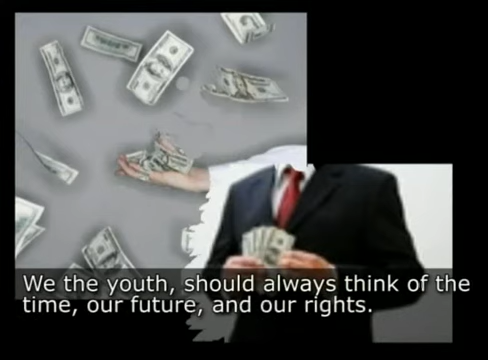 We the youth, should always think of the
time, our future, and our rights.